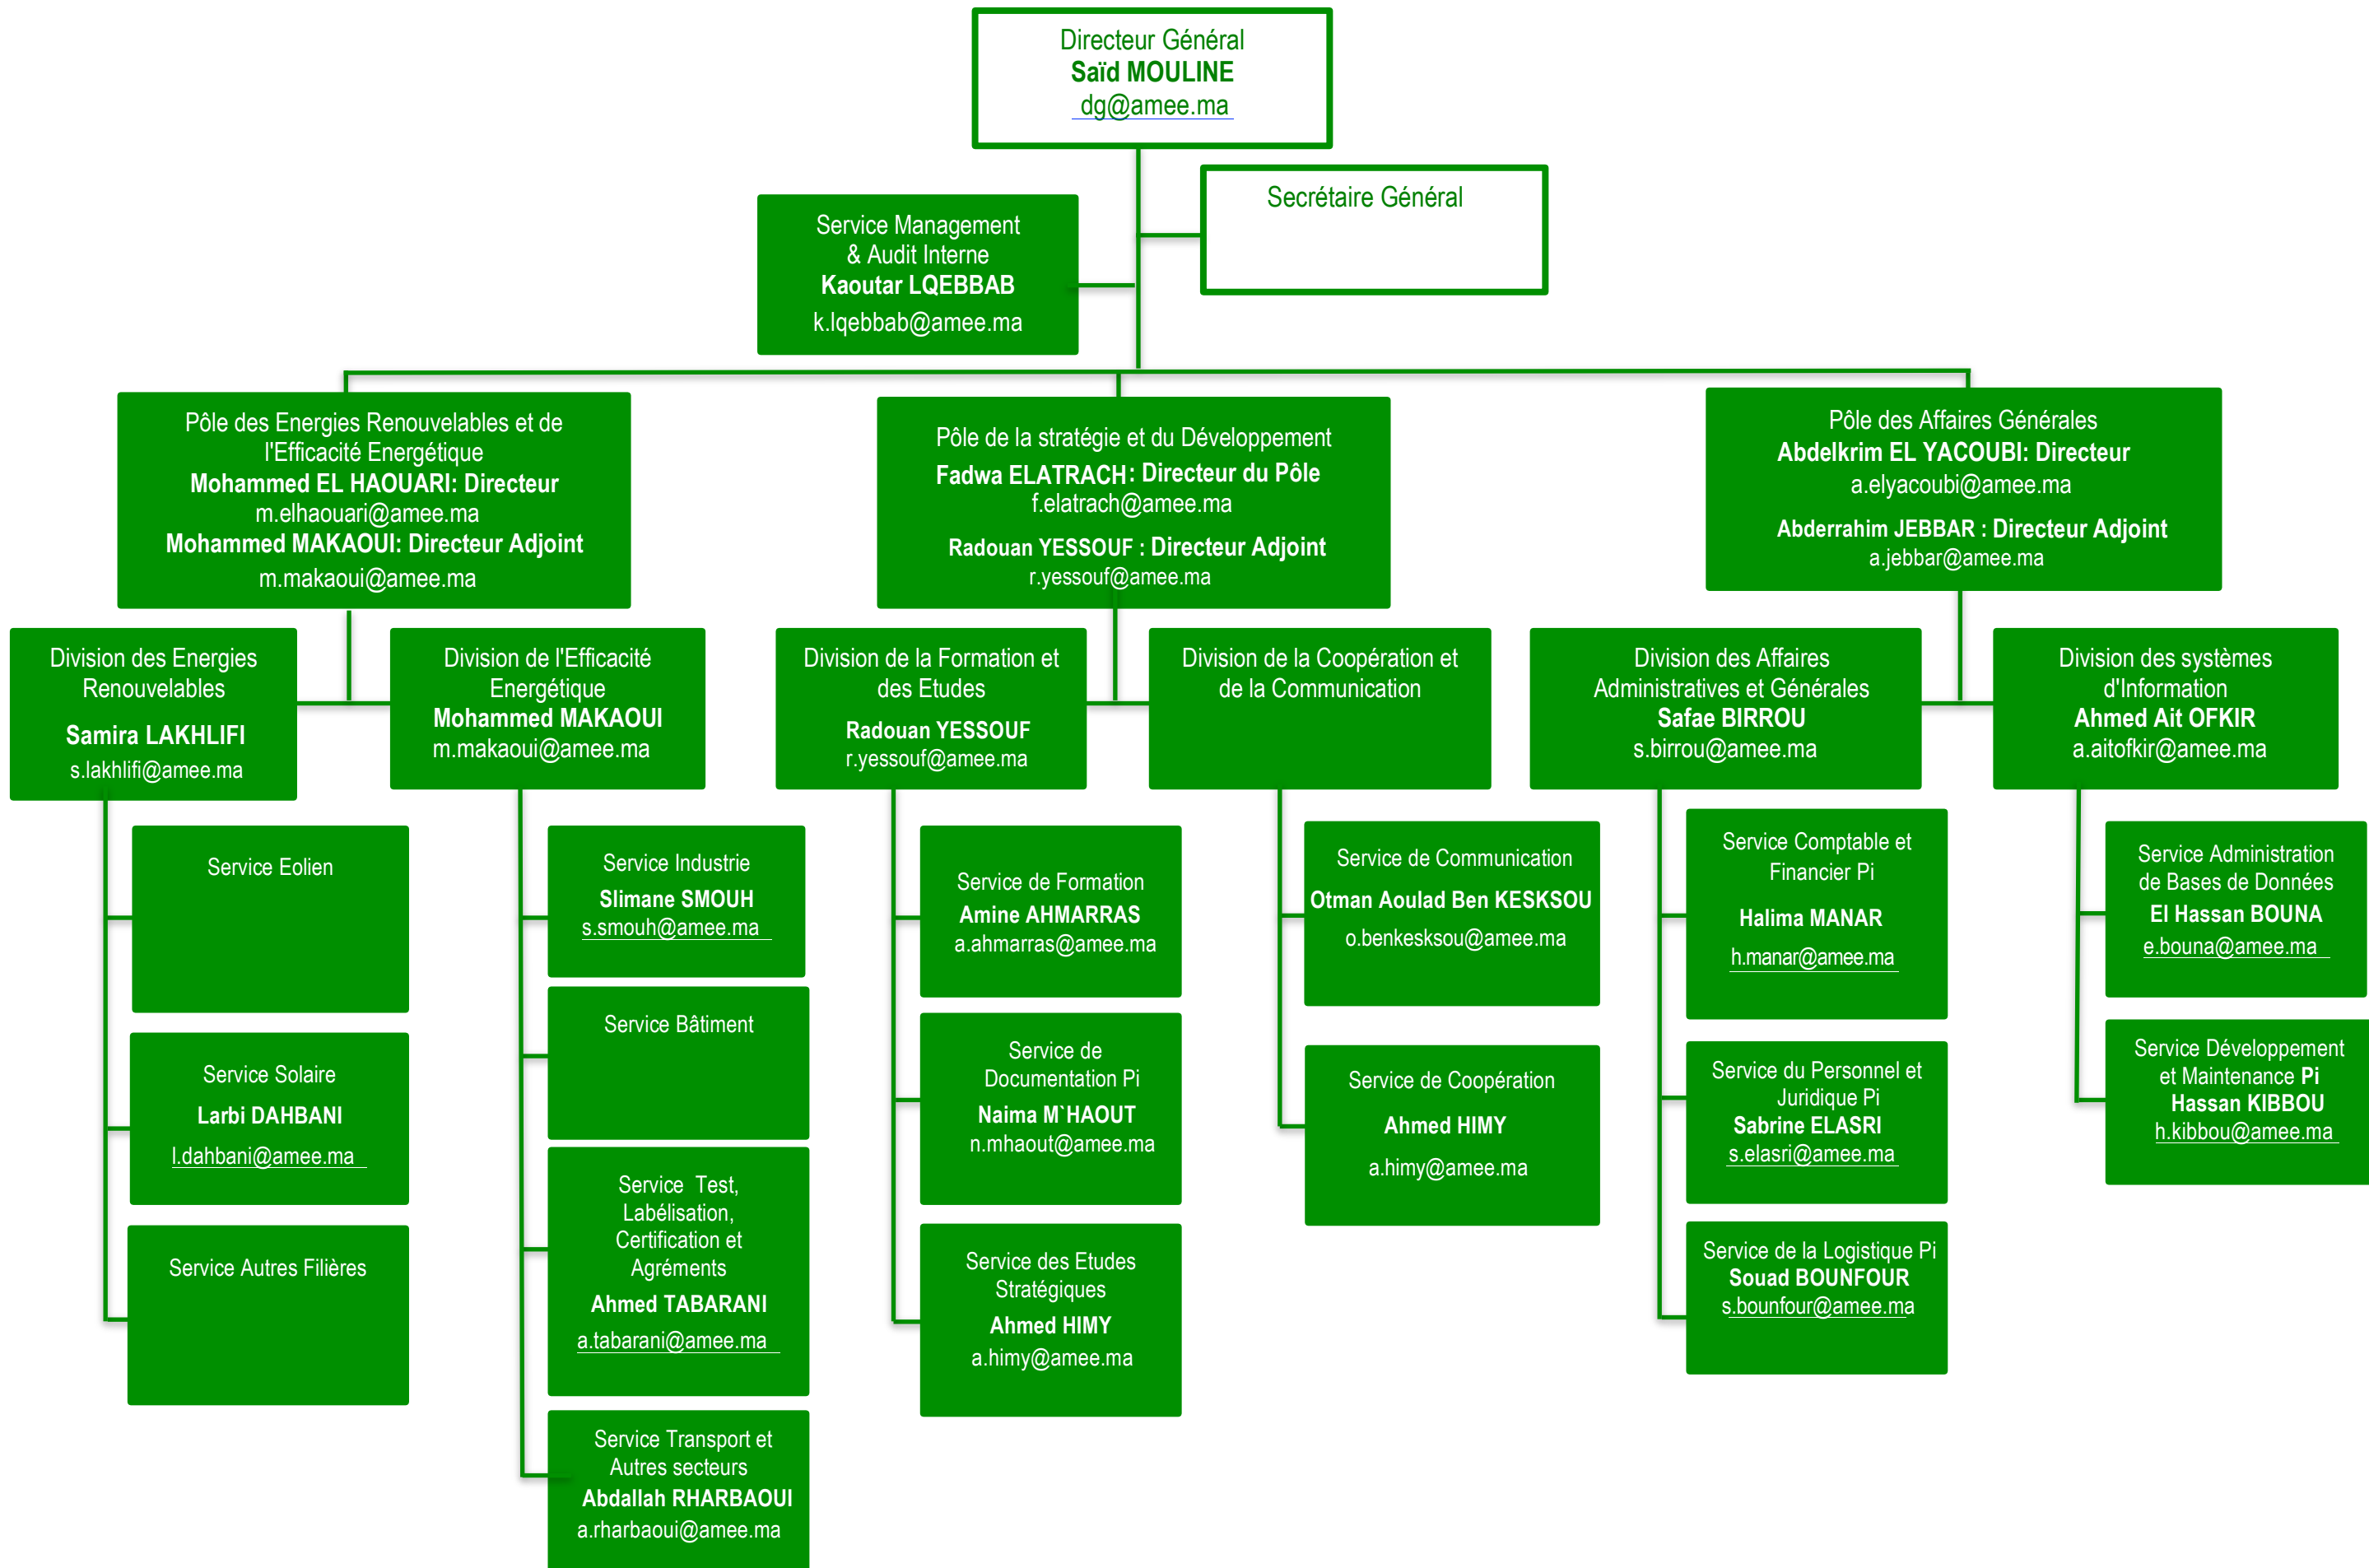 Directeur Général
Saïd MOULINE
dg@amee.ma
Secrétaire Général
Service Management
& Audit Interne
Kaoutar LQEBBAB
k.lqebbab@amee.ma
Pôle des Energies Renouvelables et de
l'Efficacité Energétique
Mohammed EL HAOUARI: Directeur
m.elhaouari@amee.ma
Mohammed MAKAOUI: Directeur Adjoint
m.makaoui@amee.ma
Pôle de la stratégie et du Développement
Fadwa ELATRACH: Directeur du Pôle
f.elatrach@amee.ma
Radouan YESSOUF : Directeur Adjoint
r.yessouf@amee.ma
Pôle des Affaires Générales
Abdelkrim EL YACOUBI: Directeur
a.elyacoubi@amee.ma
Abderrahim JEBBAR : Directeur Adjoint
a.jebbar@amee.ma
Division des Energies
Renouvelables
Samira LAKHLIFI
s.lakhlifi@amee.ma
Division de l'Efficacité
Energétique
Mohammed MAKAOUI
m.makaoui@amee.ma
Division de la Formation et
des Etudes
Radouan YESSOUF
r.yessouf@amee.ma
Division de la Coopération et
de la Communication
Division des Affaires
Administratives et Générales
Safae BIRROU
s.birrou@amee.ma
Division des systèmes
d'Information
Ahmed Ait OFKIR
a.aitofkir@amee.ma
Service Eolien
Service Solaire
Larbi DAHBANI
l.dahbani@amee.ma
Service Autres Filières
Service Industrie
Slimane SMOUH
s.smouh@amee.ma
Service Bâtiment
Service Test,
Labélisation,
Certification et
Agréments
Ahmed TABARANI
a.tabarani@amee.ma
Service Transport et
Autres secteurs
Abdallah RHARBAOUI
a.rharbaoui@amee.ma
Service de Formation
Amine AHMARRAS
a.ahmarras@amee.ma
Service de
Documentation Pi
Naima M`HAOUT
n.mhaout@amee.ma
Service des Etudes
Stratégiques
Ahmed HIMY
a.himy@amee.ma
Service de Communication
Otman Aoulad Ben KESKSOU
o.benkesksou@amee.ma
Service de Coopération
Ahmed HIMY
a.himy@amee.ma
Service Comptable et
Financier Pi
Halima MANAR
h.manar@amee.ma
Service du Personnel et
Juridique Pi
Sabrine ELASRI
s.elasri@amee.ma
Service de la Logistique Pi
Souad BOUNFOUR
s.bounfour@amee.ma
Service Administration
de Bases de Données
El Hassan BOUNA
e.bouna@amee.ma
Service Développement
et Maintenance Pi
Hassan KIBBOU
h.kibbou@amee.ma